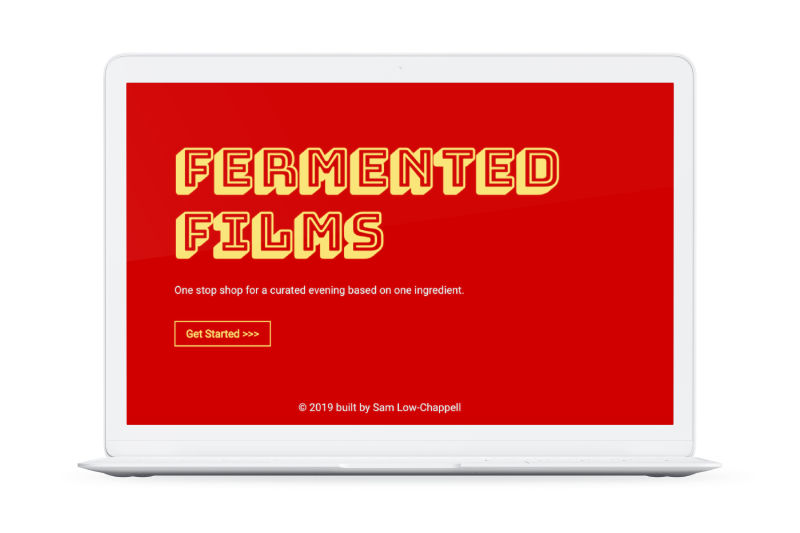 FERMENTED
FILMS
One stop shop for a curated evening based on one ingredient.
Get Started >>>
© 2019 built by Sam Low-Chappell